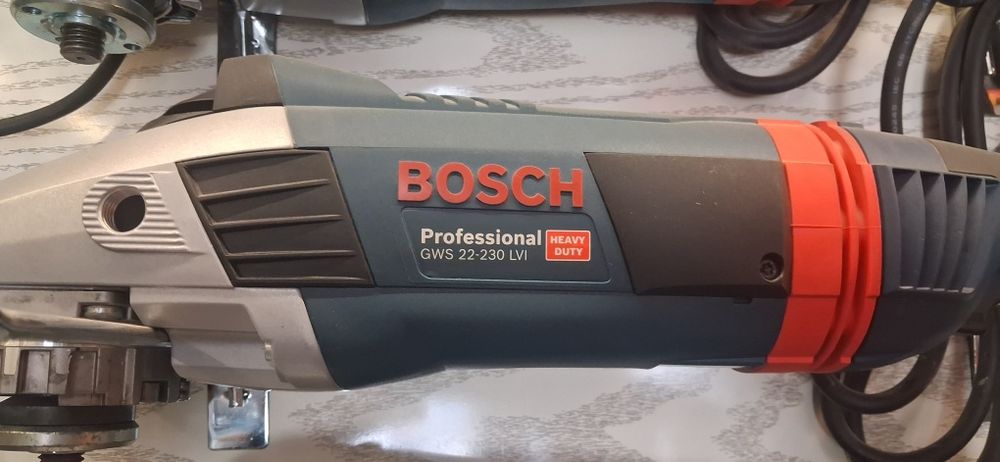 BOSCH
Professional
HEAVY
DUTY
GWS 22-230 LVI